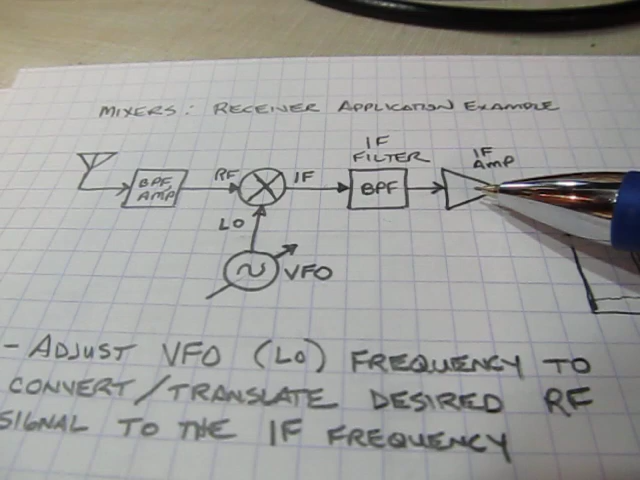 MIXERS: RECEIVER APPLICATION EXAMPLE
IF
FILTER
IF
AMP
BPF
AMP
RF
IF
BPF
LO
VFO
- ADJUST VFO (LO) FREQUENCY TO
CONVERT/TRANSLATE DESIRED RF
SIGNAL TO THE IF FREQUENCY